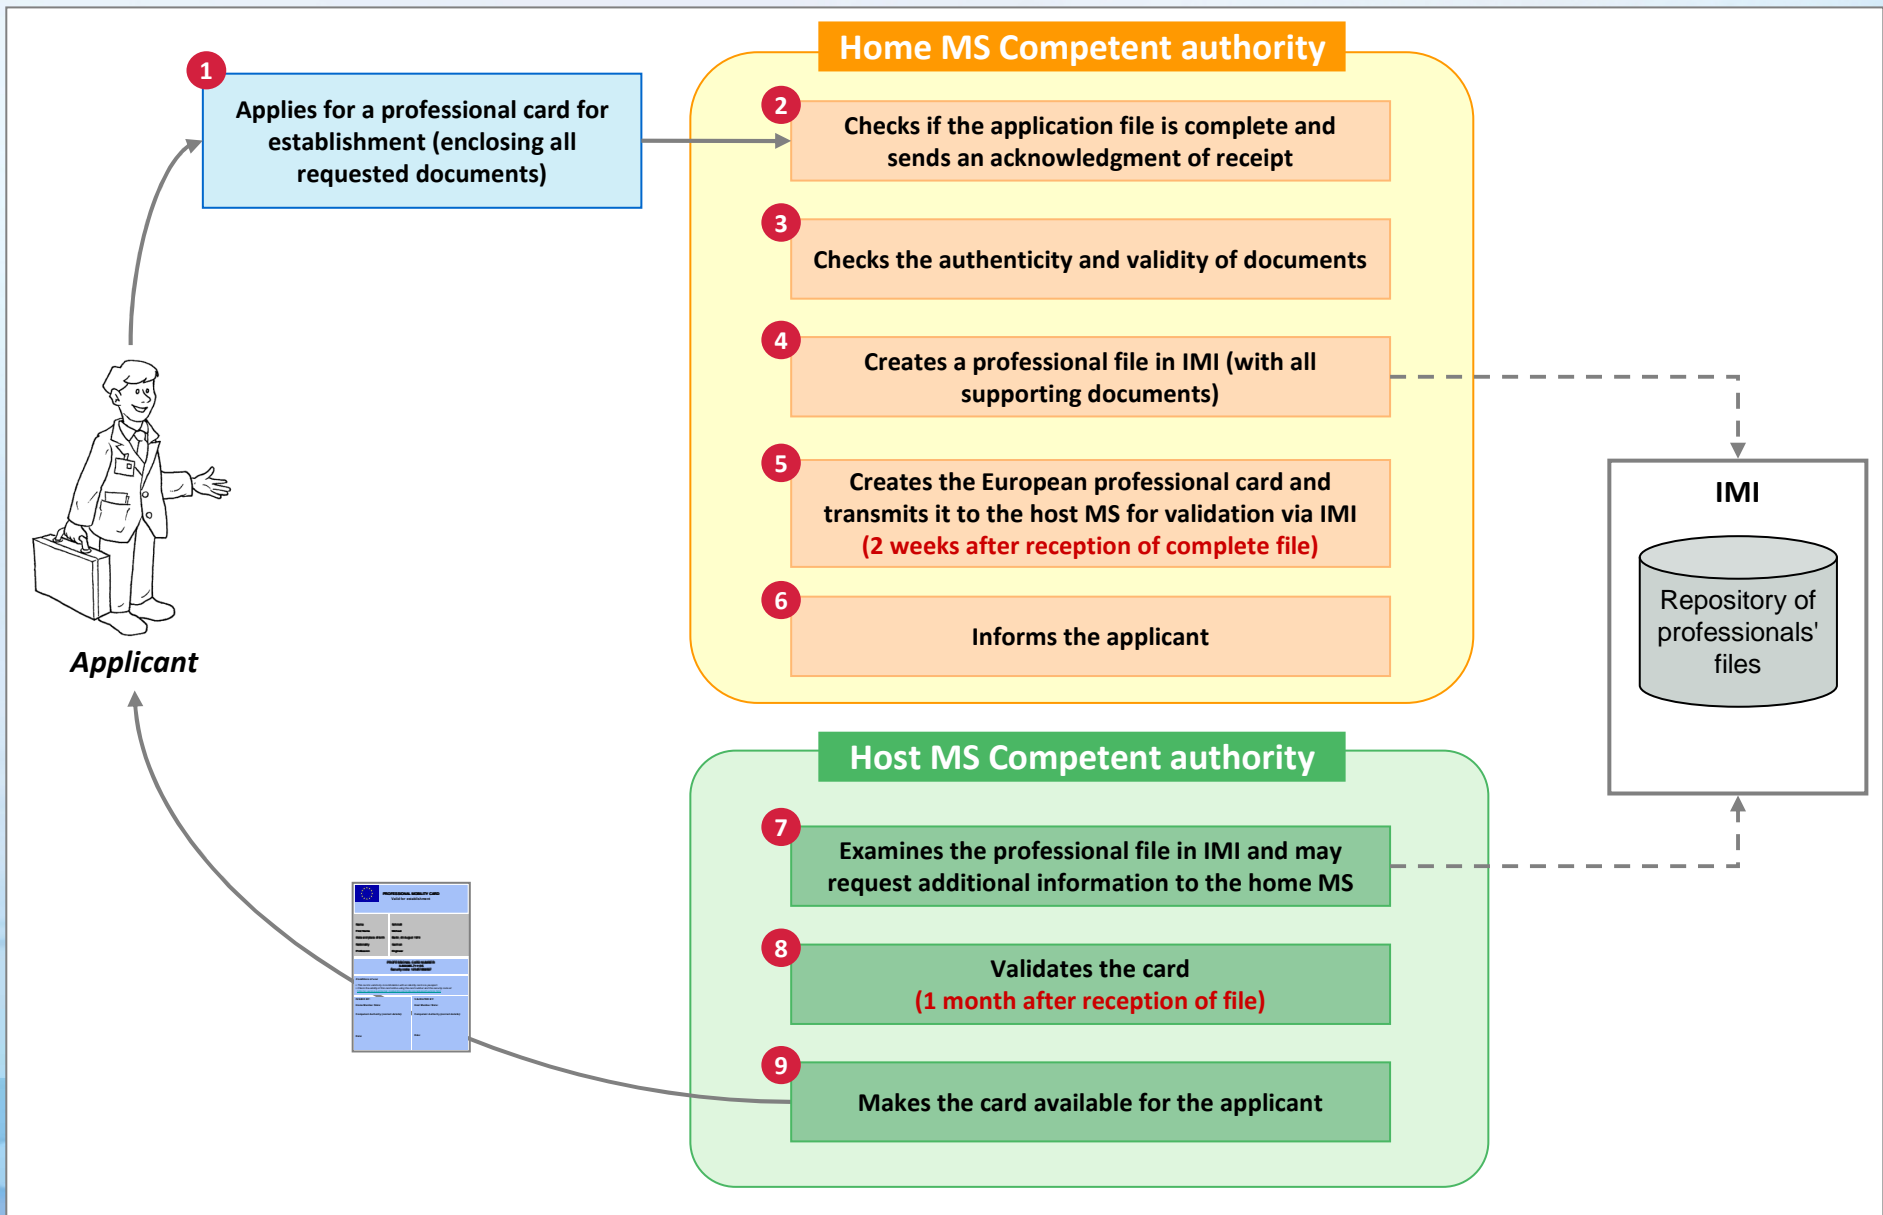 1
Applies for a professional card for
establishment (enclosing all
requested documents)
Home MS Competent authority
2
Checks if the application file is complete and
sends an acknowledgment of receipt
3
Checks the authenticity and validity of documents
4
Creates a professional file in IMI (with all
supporting documents)
5
Creates the European professional card and
transmits it to the host MS for validation via IMI
(2 weeks after reception of complete file)
6
Informs the applicant
IMI
Repository of
professionals'
files
Applicant
Host MS Competent authority
7
Examines the professional file in IMI and may
request additional information to the home MS
8
Validates the card
(1 month after reception of file)
9
Makes the card available for the applicant
PROFESSIONAL MOBILITY CARD
Valid for establishment